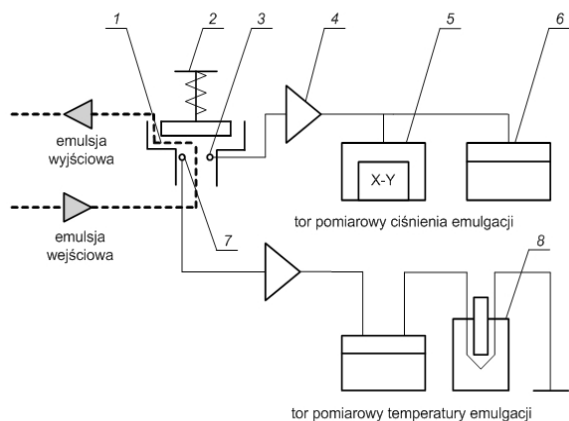 1 2 3 4 5 6
emulsja
wyjściowa
X-Y
tor pomiarowy ciśnienia emulgacji
emulsja
wejściowa
7
8
tor pomiarowy temperatury emulgacji